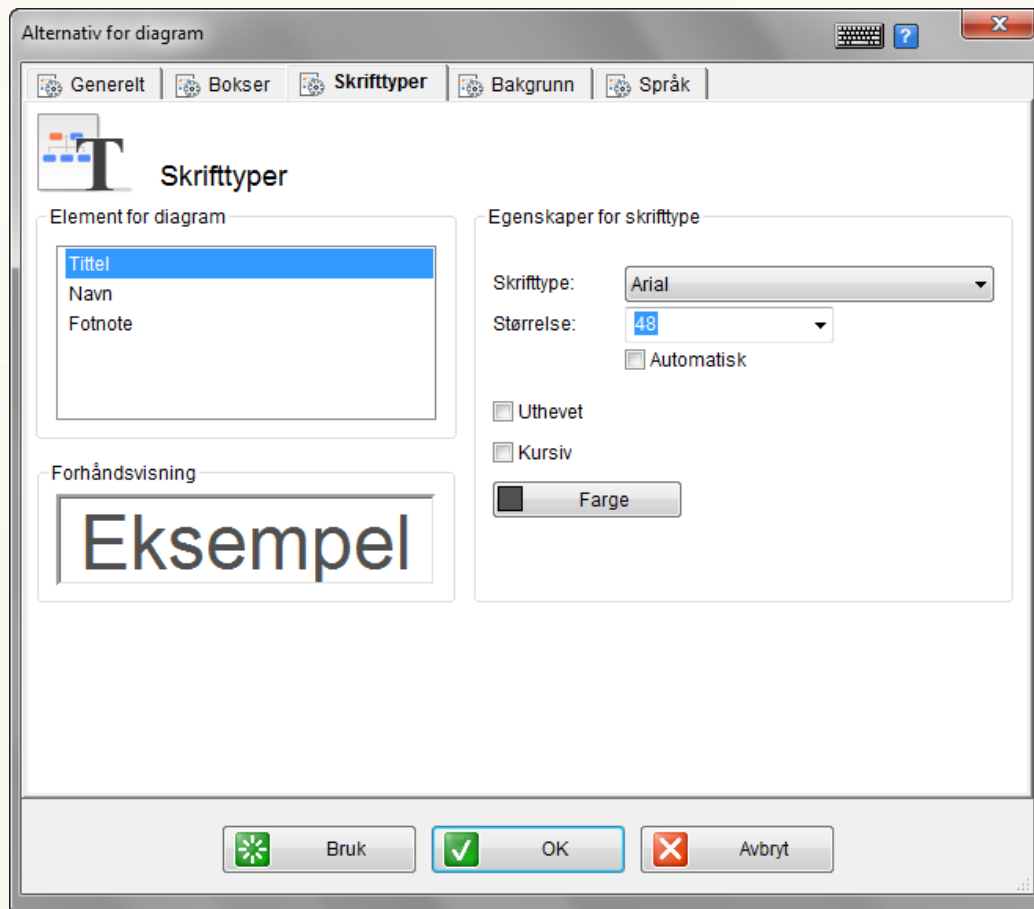 Alternativ for diagram
?
Generelt
Bokser
Skrifttyper
Bakgrunn
Språk
T
Skrifttyper
Element for diagram
Tittel
Navn
Fotnote
Forhåndsvisning
Eksempel
Egenskaper for skrifttype
Skrifttype:
Arial
Størrelse:
48
Automatisk
Uthevet
Kursiv
Farge
Bruk
OK
Avbryt